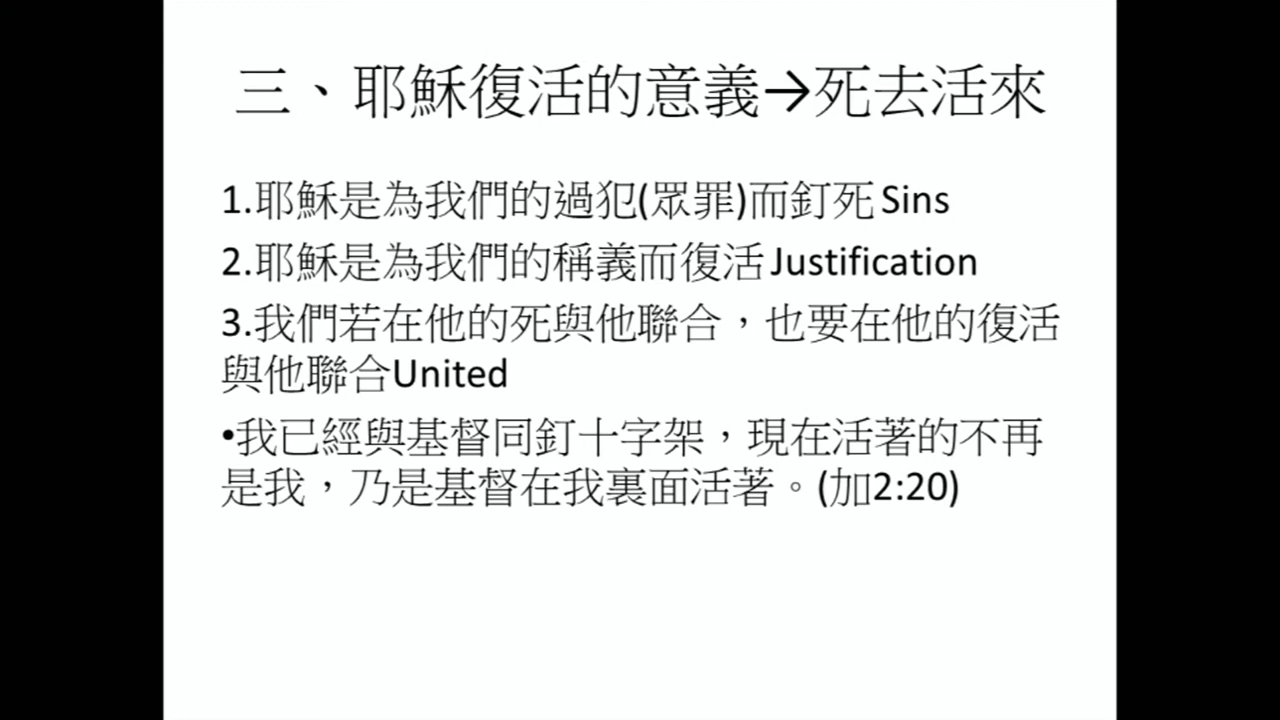 三、耶穌復活的意義→死去活來
1.耶穌是為我們的過犯(眾罪)而釘死 Sins
2.耶穌是為我們的稱義而復活 Justification
3.我們若在他的死與他聯合，也要在他的復活
與他聯合United
•我已經與基督同釘十字架，現在活著的不再
是我，乃是基督在我裏面活著。(加2:20)